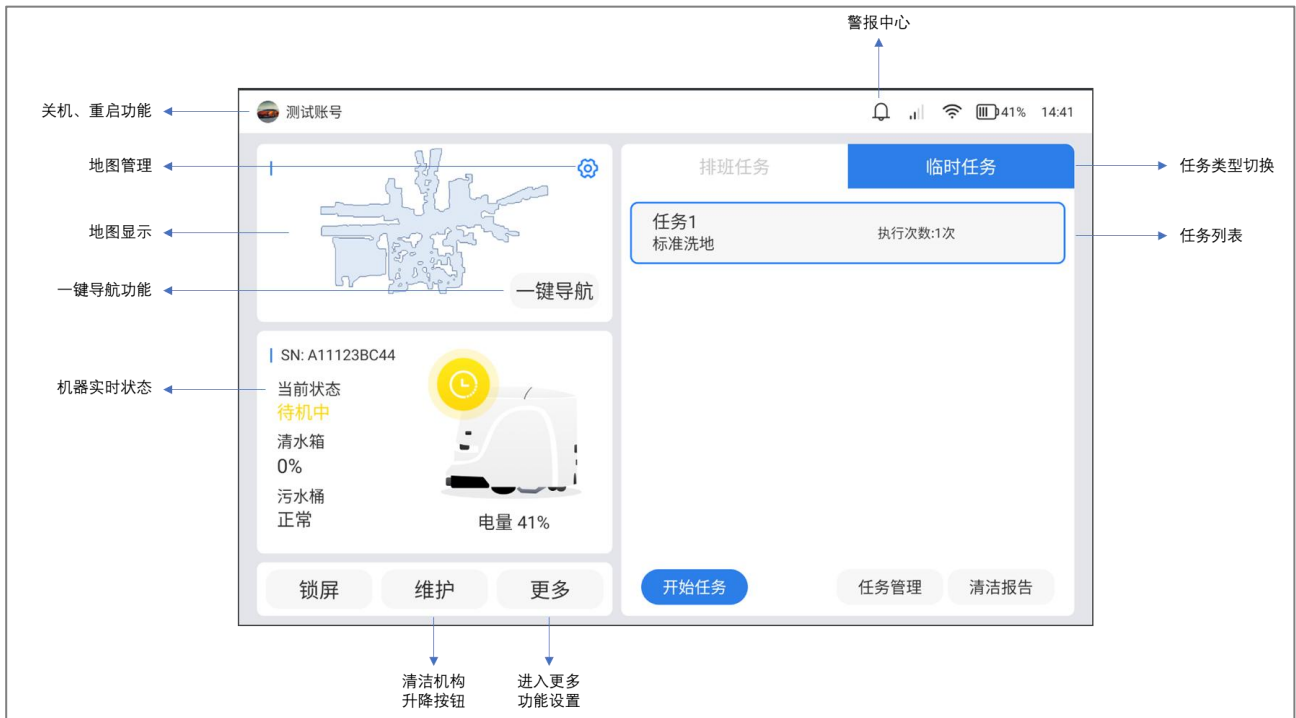 警报中心
关机、重启功能
测试账号
41% 14:41
地图管理
排班任务
临时任务
任务类型切换
地图显示
任务1
标准洗地
执行次数:1次
任务列表
一键导航功能
一键导航
SN: A11123BC44
机器实时状态
当前状态
待机中
清水箱
0%
污水桶
正常
电量 41%
锁屏
维护
更多
开始任务
任务管理
清洁报告
清洁机构
升降按钮
进入更多
功能设置